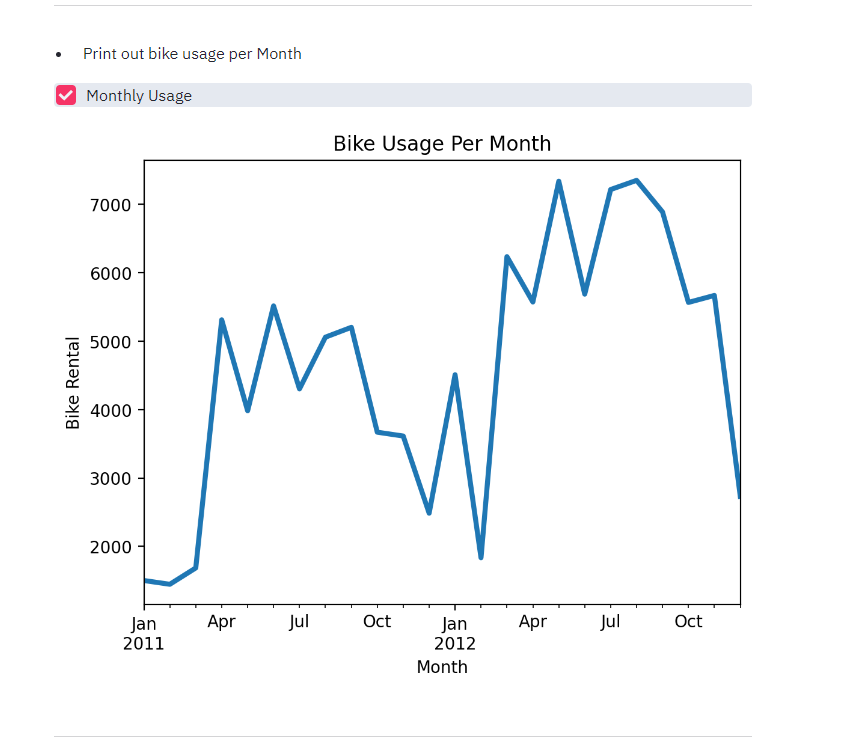 • Print out bike usage per Month
Monthly Usage
Bike Usage Per Month
7000
6000
5000
4000
3000
2000
Bike Rental
Jan Apr Jul Oct Jan Apr Jul Oct
2011 2012
Month